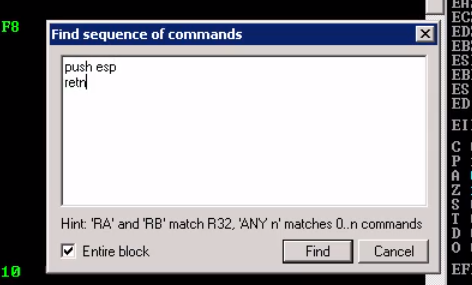 F8
Find sequence of commands
push esp
retn
Hint: 'RA' and 'RB' match R32, 'ANY n' matches 0..n commands
Entire block
Find
Cancel
10
EC
ED
EB
ES
EB
ES
ED
EI
C
P
A
Z
S
T
D
O
EF